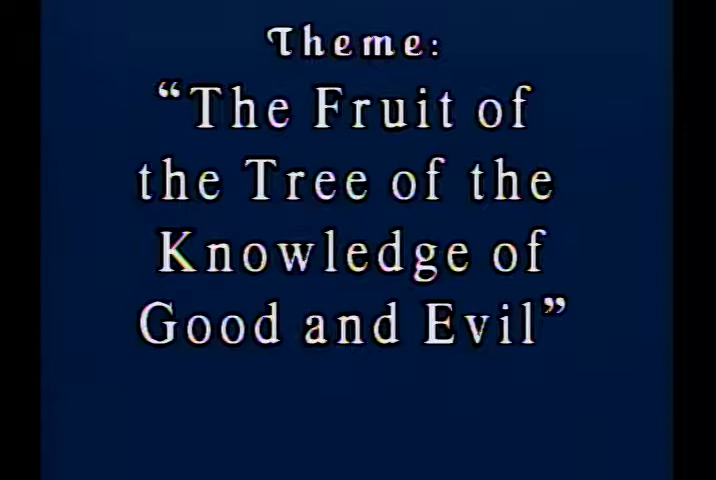 Theme:
“The Fruit of
the Tree of the
Knowledge of
Good and Evil”